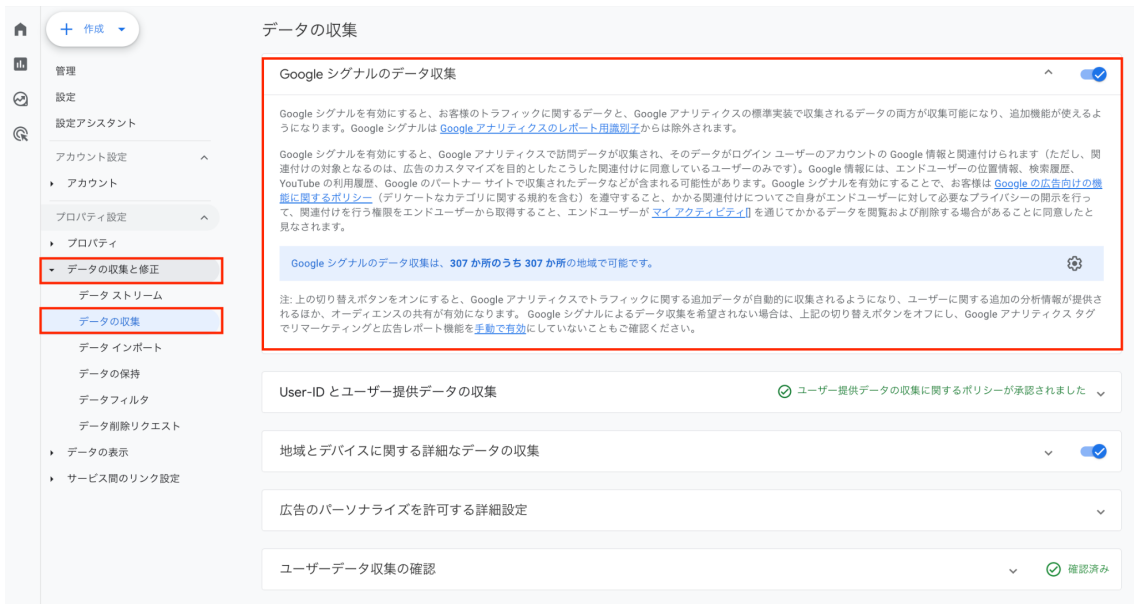 作成
管理
設定
設定アシスタント
アカウント設定
アカウント
プロパティ設定
プロパティ
データの収集と修正
データ ストリーム
データの収集
データ インポート
データの保持
データフィルタ
データ削除リクエスト
データの表示
サービス間のリンク設定
データの収集
Google シグナルのデータ収集
Google シグナルを有効にすると、お客様のトラフィックに関するデータと、Google アナリティクスの標準実装で収集されるデータの両方が収集可能になり、追加機能が使えるよ
うになります。Google シグナルは Google アナリティクスのレポート用識別子からは除外されます。
Google シグナルを有効にすると、Google アナリティクスで訪問データが収集され、そのデータがログイン ユーザーのアカウントの Google 情報と関連付けられます（ただし、関
連付けの対象となるのは、広告のカスタマイズを目的としたこうした関連付けに同意しているユーザーのみです）。Google 情報には、エンドユーザーの位置情報、検索履歴、
YouTube の利用履歴、Google のパートナー サイトで収集されたデータなどが含まれる可能性があります。Google シグナルを有効にすることで、お客様は Google の広告向けの機
能に関するポリシー（デリケートなカテゴリに関する規約を含む）を遵守すること、かかる関連付けについてご自身がエンドユーザーに対して必要なプライバシーの開示を行っ
て、関連付けを行う権限をエンドユーザーから取得すること、エンドユーザーが マイ アクティビティ[] を通じてかかるデータを閲覧および削除する場合があることに同意したと
見なされます。
Google シグナルのデータ収集は、307 か所のうち 307 か所の地域で可能です。
注: 上の切り替えボタンをオンにすると、Google アナリティクスでトラフィックに関する追加データが自動的に収集されるようになり、ユーザーに関する追加の分析情報が提供さ
れるほか、オーディエンスの共有が有効になります。 Google シグナルによるデータ収集を希望されない場合は、上記の切り替えボタンをオフにし、Google アナリティクス タグ
でリマーケティングと広告レポート機能を手動で有効にしていないこともご確認ください。
User-ID とユーザー提供データの収集
ユーザー提供データの収集に関するポリシーが承認されました
地域とデバイスに関する詳細なデータの収集
広告のパーソナライズを許可する詳細設定
ユーザーデータ収集の確認
確認済み